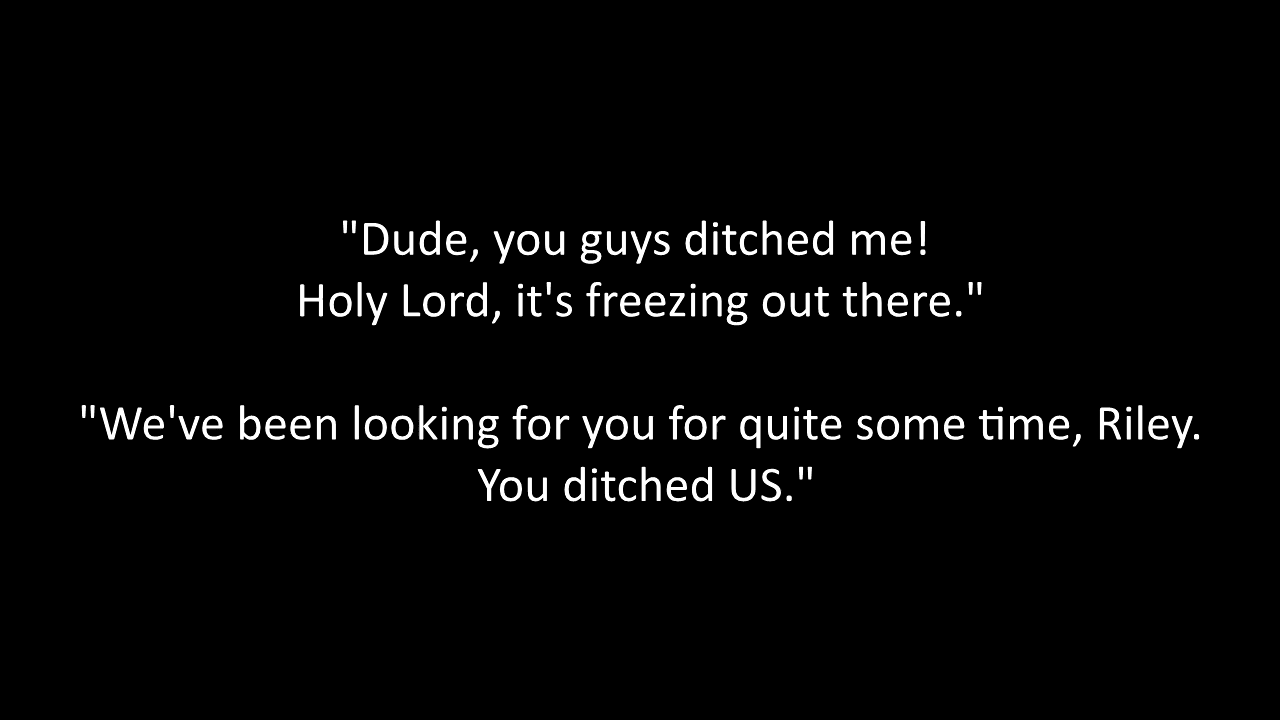 "Dude, you guys ditched me!
Holy Lord, it's freezing out there."
"We've been looking for you for quite some time, Riley.
You ditched US."